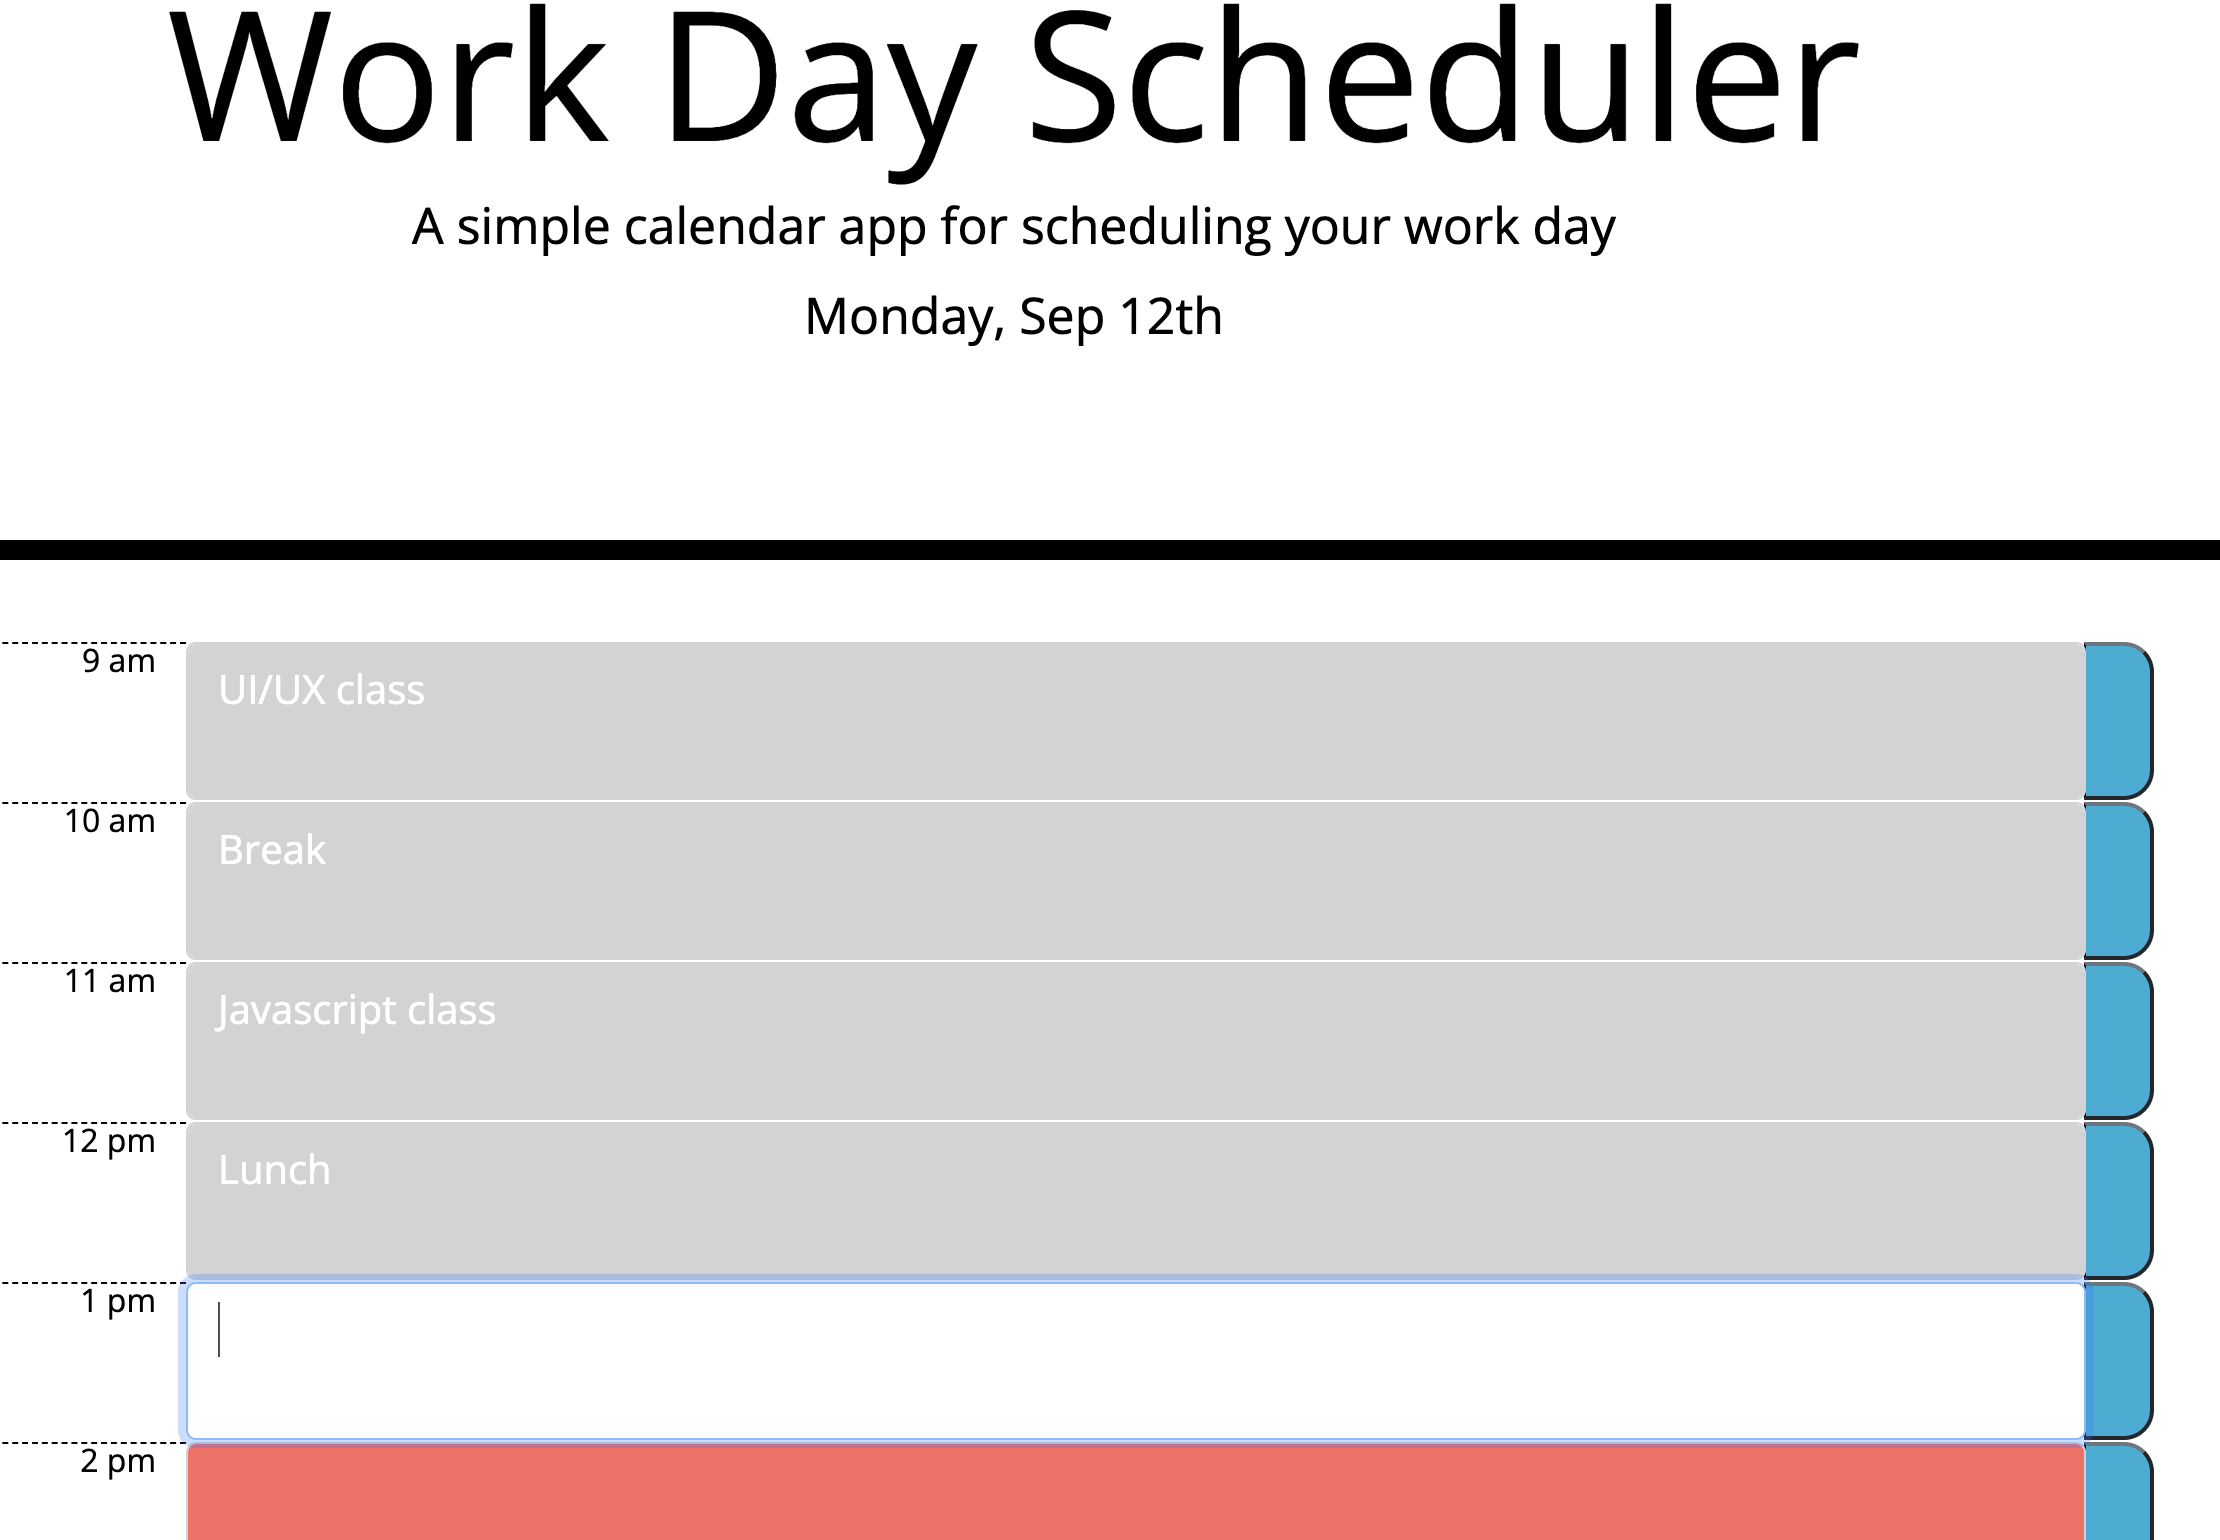 Work Day Scheduler
A simple calendar app for scheduling your work day
Monday, Sep 12th
9 am
UI/UX class
10 am
Break
11 am
Javascript class
12 pm
Lunch
1 pm
2 pm